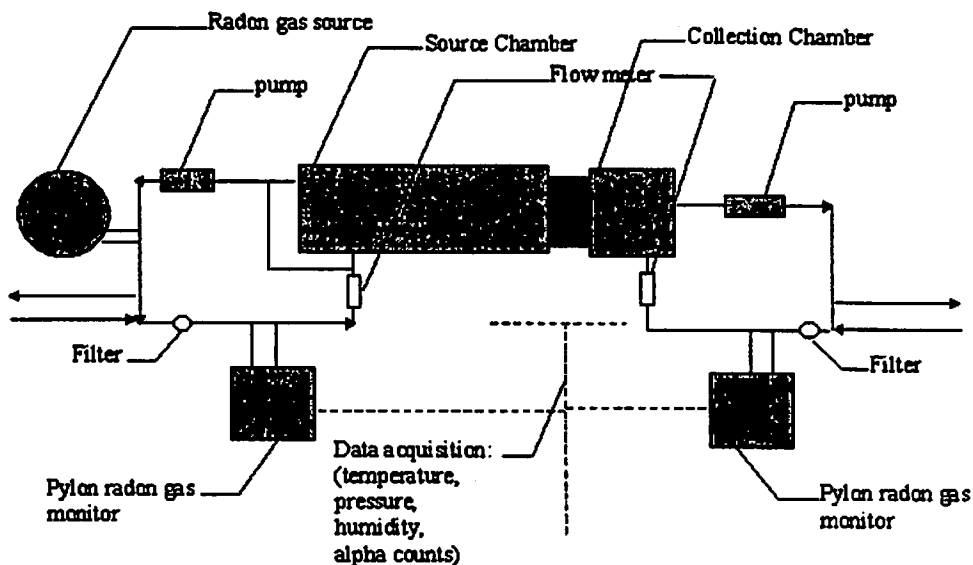 Radon gas source
Source Chamber
Collection Chamber
Flow meter
pump
pump
Filter
Filter
Data acquisition:
(temperature,
pressure,
humidity,
alpha counts)
Pylon radon gas
monitor
Pylon radon gas
monitor